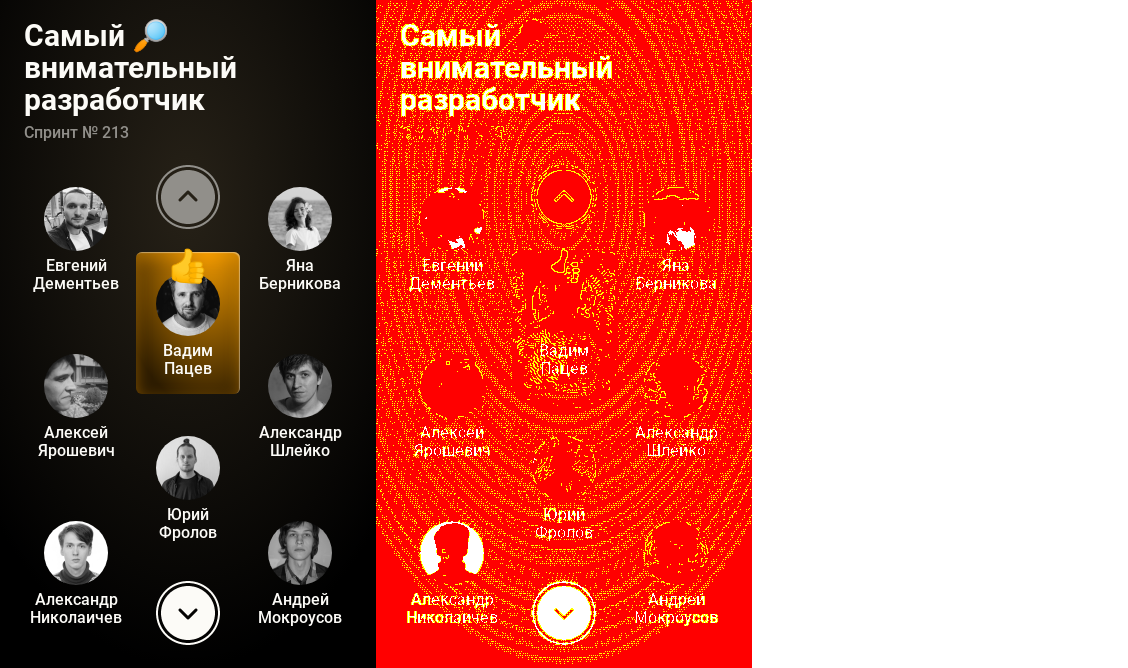 Самый 🔎
внимательный
разработчик
Спринт № 213
Евгений
Дементьев
Яна
Берникова
👍
Вадим
Пацев
Алексей
Ярошевич
Александр
Шлейко
Юрий
Фролов
Александр
Николаичев
Андрей
Мокроусов
Самый
внимательный
разработчик
Евгений
Дементьев
Яна
Берникова
Вадим
Пацев
Алексей
Ярошевич
Александр
Шлейко
Юрий
Фролов
Александр
Николаичев
Андрей
Мокроусов